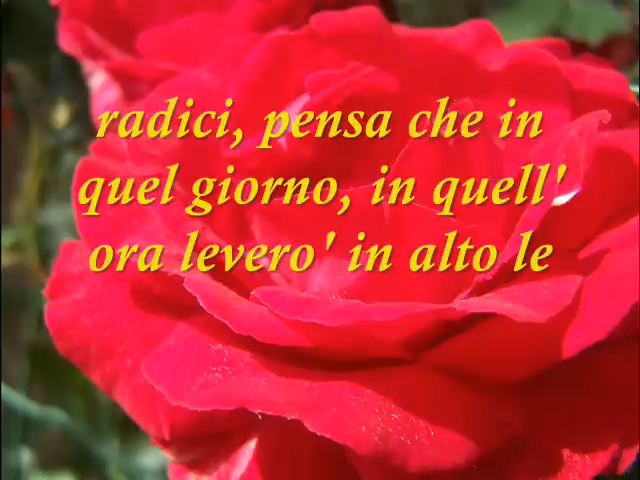 radici, pensa che in
quel giorno, in quell'
ora levero' in alto le